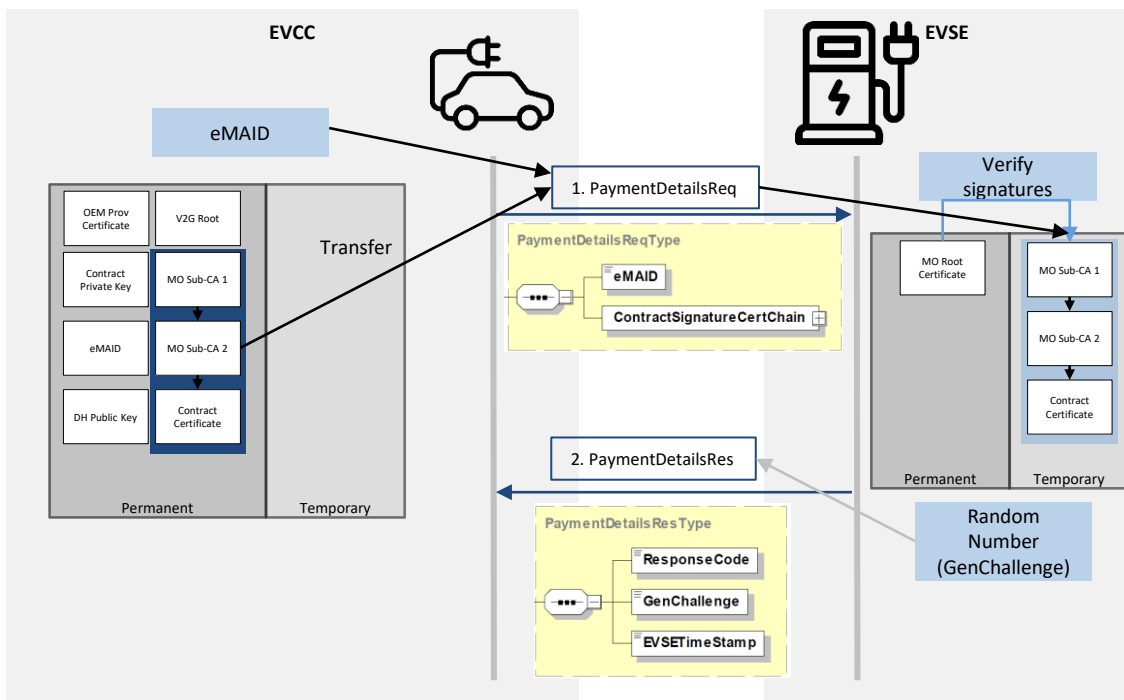 EVCC
EVSE
eMAID
1. PaymentDetailsReq
Verify
signatures
OEM Prov
Certificate
V2G Root
Transfer
Contract
Private Key
MO Sub-CA 1
eMAID
MO Sub-CA 2
DH Public Key
Contract
Certificate
Permanent
Temporary
PaymentDetailsReqType
eMAID
ContractSignatureCertChain
MO Root
Certificate
MO Sub-CA 1
MO Sub-CA 2
Contract
Certificate
Permanent
Temporary
2. PaymentDetailsRes
PaymentDetailsResType
ResponseCode
GenChallenge
EVSETimeStamp
Random
Number
(GenChallenge)